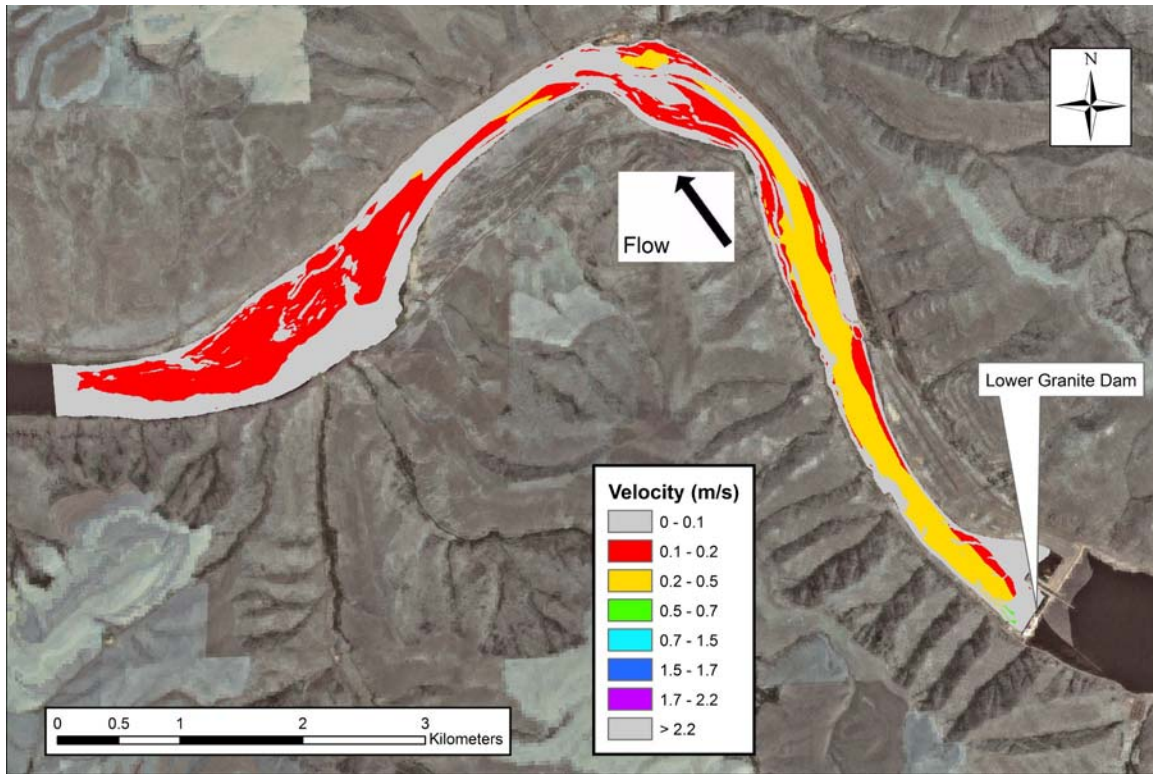 N
Flow
Lower Granite Dam
Velocity (m/s)
0 - 0.1
0.1 - 0.2
0.2 - 0.5
0.5 - 0.7
0.7 - 1.5
1.5 - 1.7
1.7 - 2.2
> 2.2
0 0.5 1 2 3
Kilometers